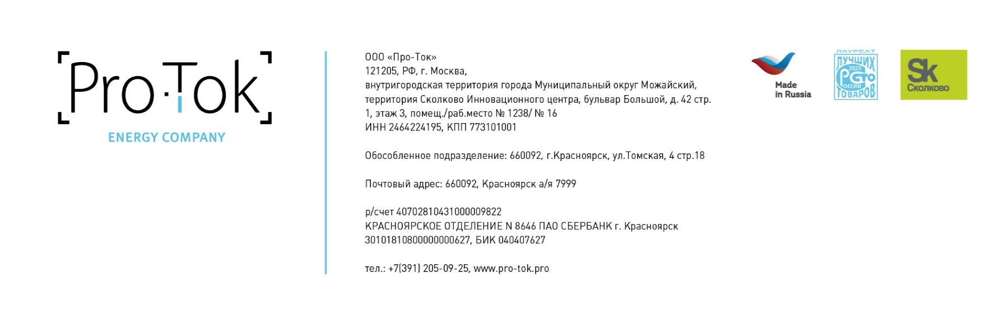 Pro·Tok
ENERGY COMPANY
ООО «Про-Ток»
121205, РФ, г. Москва,
внутригородская территория города Муниципальный округ Можайский,
территория Сколково Инновационного центра, бульвар Большой, д. 42 стр.
1, этаж 3, помещ./раб.место № 1238/ № 16
ИНН 2464224195, КПП 773101001
Обособленное подразделение: 660092, г.Красноярск, ул.Томская, 4 стр.18
Почтовый адрес: 660092, Красноярск а/я 7999
р/счет 40702810431000009822
КРАСНОЯРСКОЕ ОТДЕЛЕНИЕ N 8646 ПАО СБЕРБАНК г. Красноярск
30101810800000000627, БИК 040407627
тел.: +7(391) 205-09-25, www.pro-tok.pro
Made
in Russia
ЛАУРЕАТ
ЛУЧШИХ
2020
РОССИИ
ТОВАРОВ
Sk
Сколково